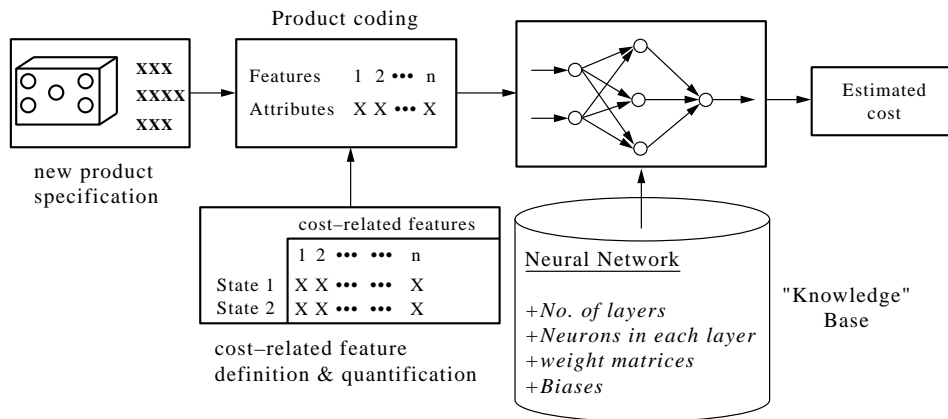 Product coding
XXX
XXXX
XXX
new product
specification
Features 1 2 ••• n
Attributes X X ••• X
Estimated
cost
cost–related features
1 2 ••• ••• n
State 1 X X ••• ••• X
State 2 X X ••• ••• X
cost–related feature
definition & quantification
Neural Network
+No. of layers
+Neurons in each layer
+weight matrices
+Biases
"Knowledge"
Base